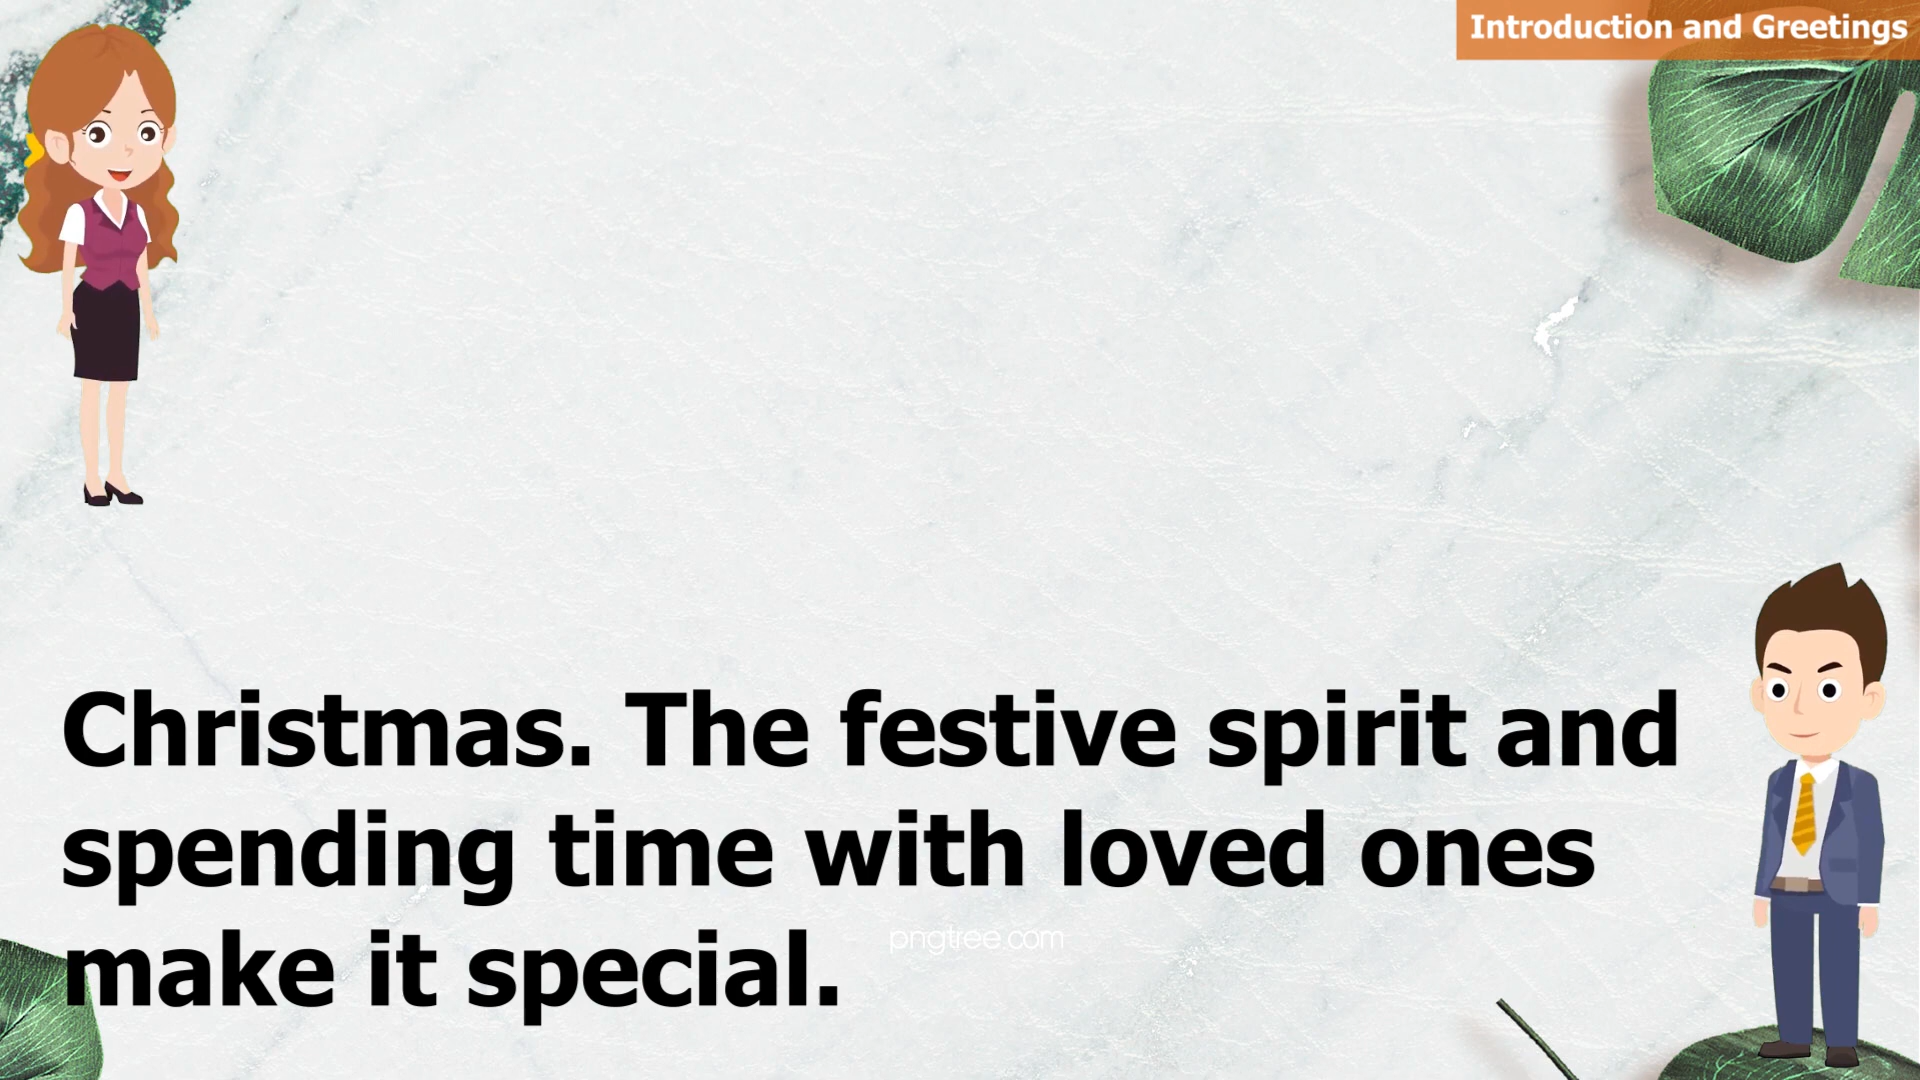 Introduction and Greetings
Christmas. The festive spirit and
spending time with loved ones
make it special.
pngtree.com